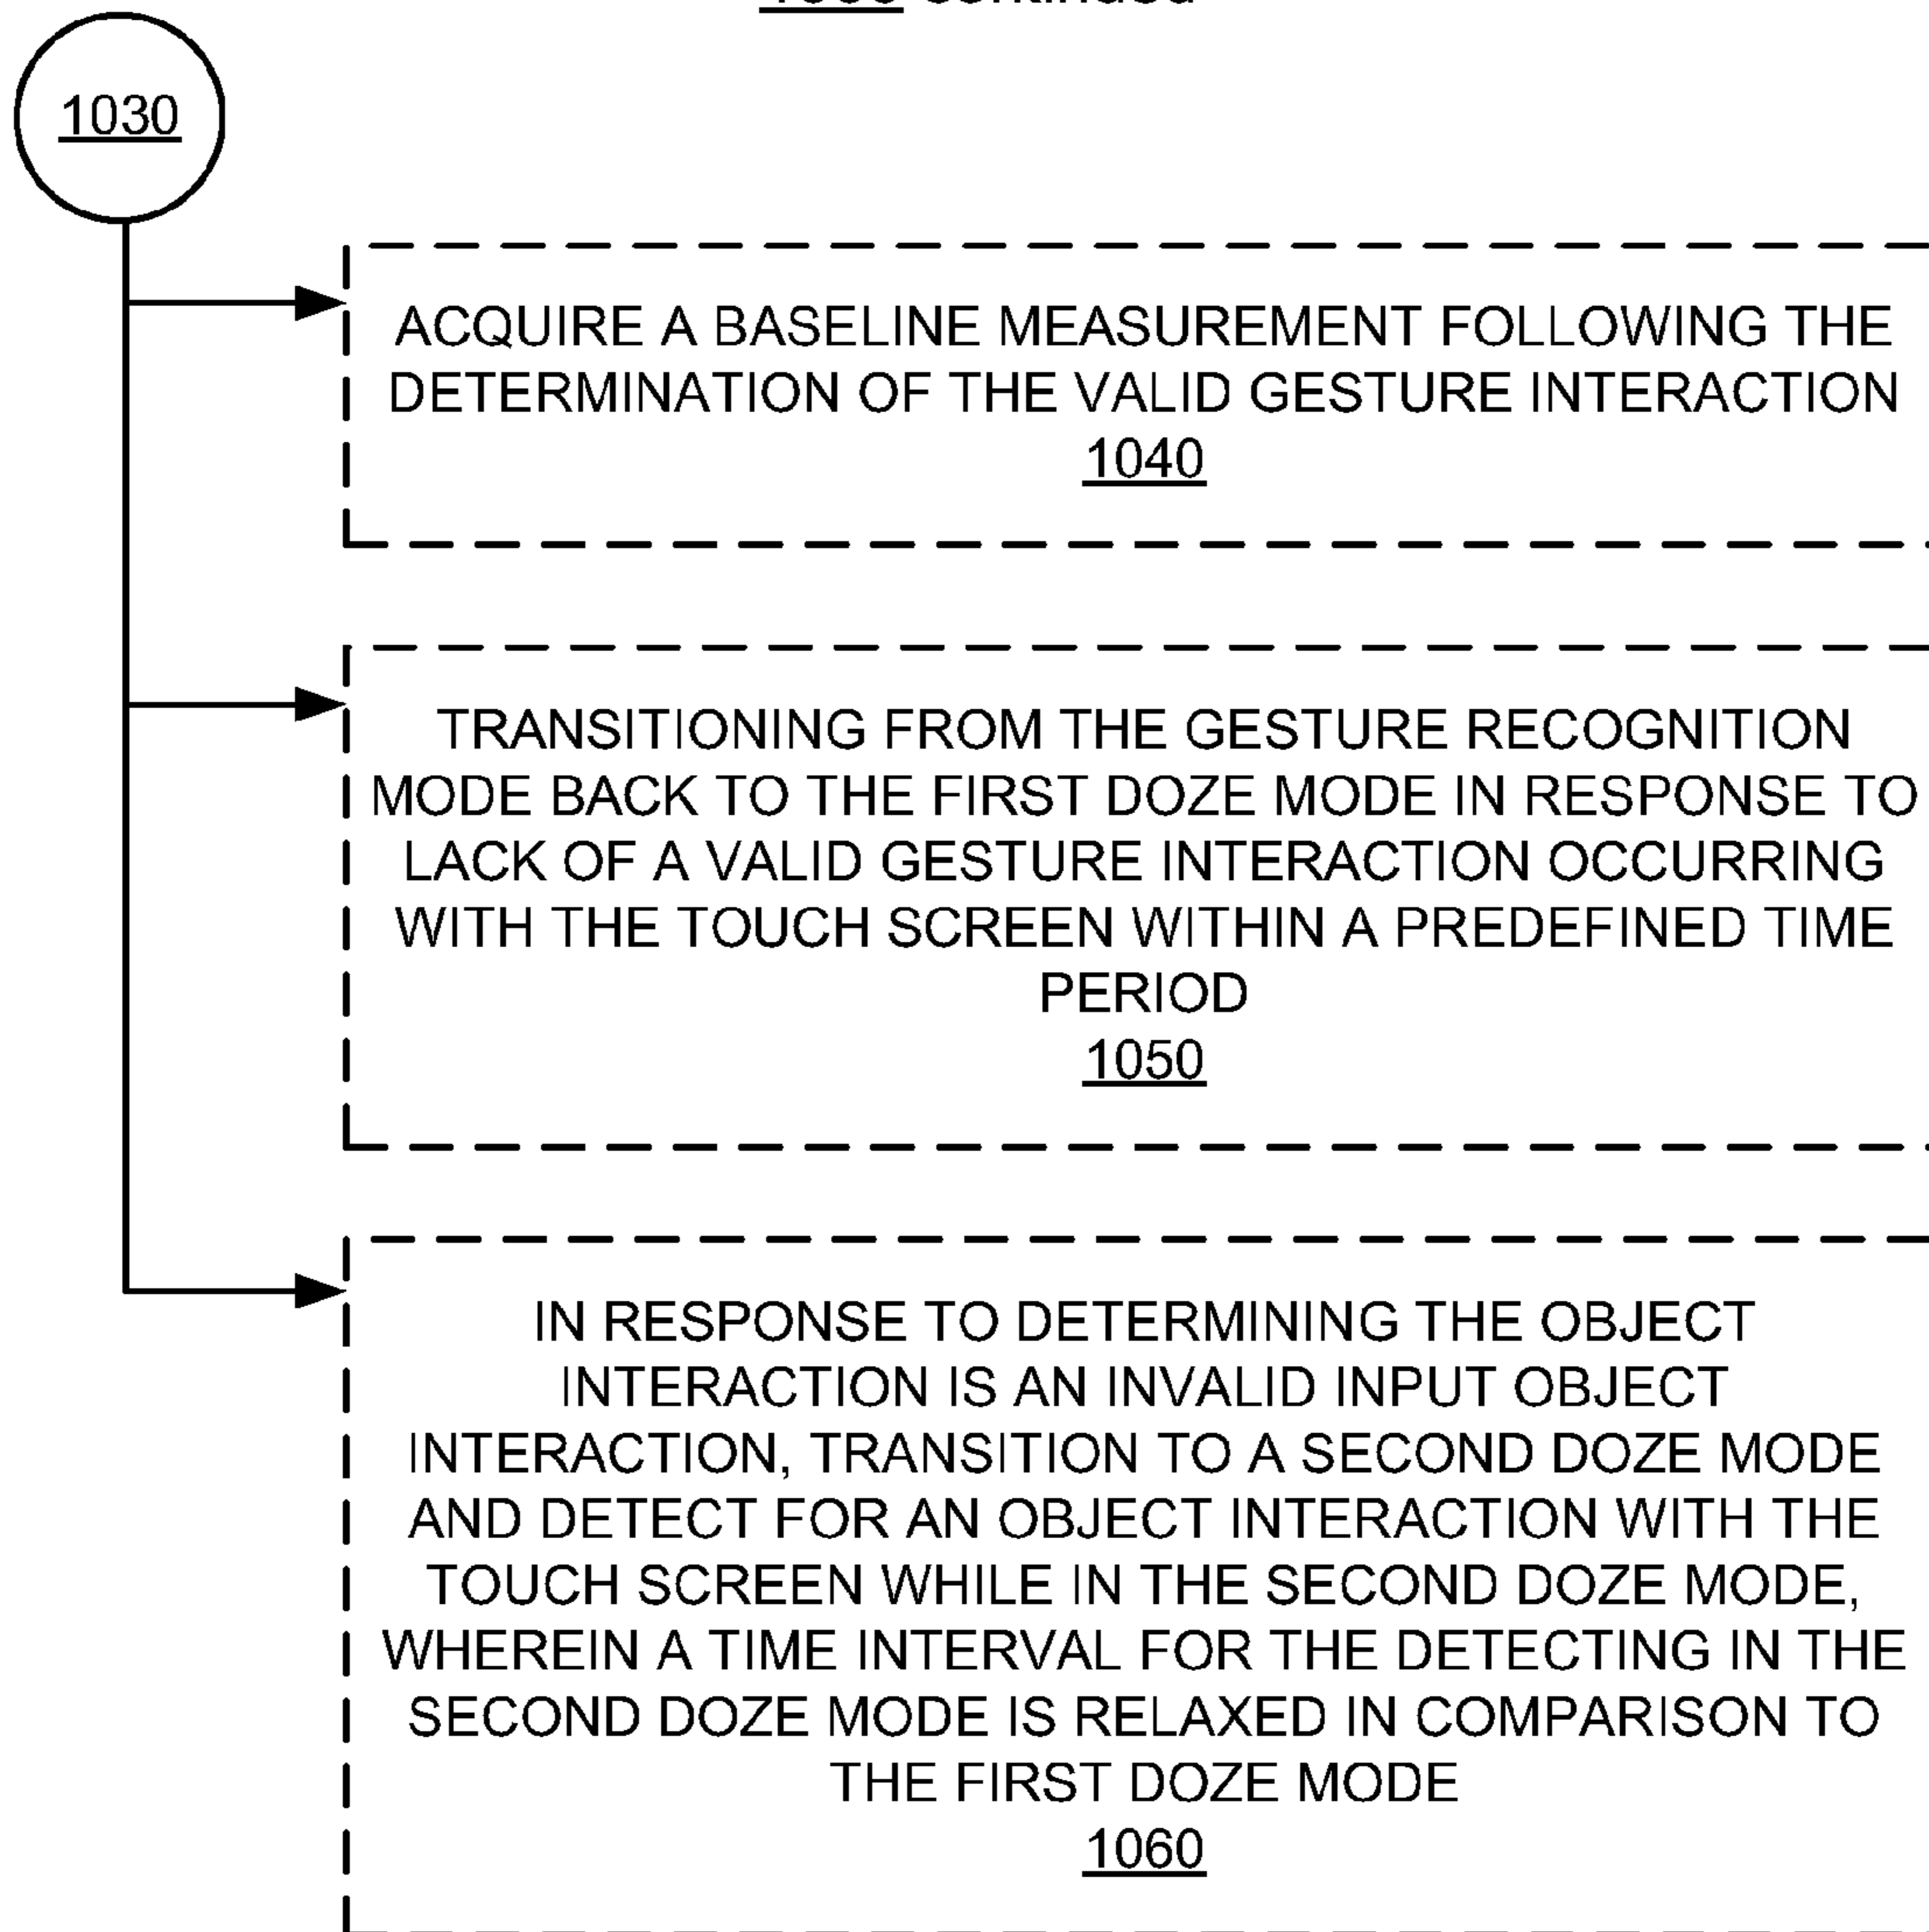 continued
1030
ACQUIRE A BASELINE MEASUREMENT FOLLOWING THE
DETERMINATION OF THE VALID GESTURE INTERACTION
1040
TRANSITIONING FROM THE GESTURE RECOGNITION
MODE BACK TO THE FIRST DOZE MODE IN RESPONSE TO
LACK OF A VALID GESTURE INTERACTION OCCURRING
WITH THE TOUCH SCREEN WITHIN A PREDEFINED TIME
PERIOD
1050
IN RESPONSE TO DETERMINING THE OBJECT
INTERACTION IS AN INVALID INPUT OBJECT
INTERACTION, TRANSITION TO A SECOND DOZE MODE
AND DETECT FOR AN OBJECT INTERACTION WITH THE
TOUCH SCREEN WHILE IN THE SECOND DOZE MODE,
WHEREIN A TIME INTERVAL FOR THE DETECTING IN THE
SECOND DOZE MODE IS RELAXED IN COMPARISON TO
THE FIRST DOZE MODE
1060